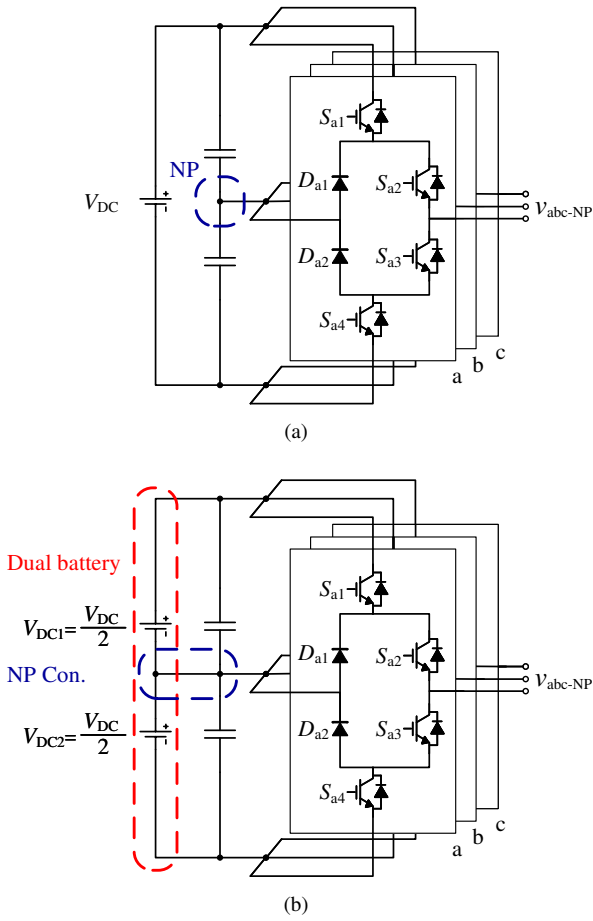 NP
V_DC
+
-
S_a1
D_a1
S_a2
D_a2
S_a3
S_a4
v_abc-NP
a
b
c
(a)
Dual battery
V_DC1=V_DC/2
+
-
NP Con.
V_DC2=V_DC/2
+
-
S_a1
D_a1
S_a2
D_a2
S_a3
S_a4
v_abc-NP
a
b
c
(b)